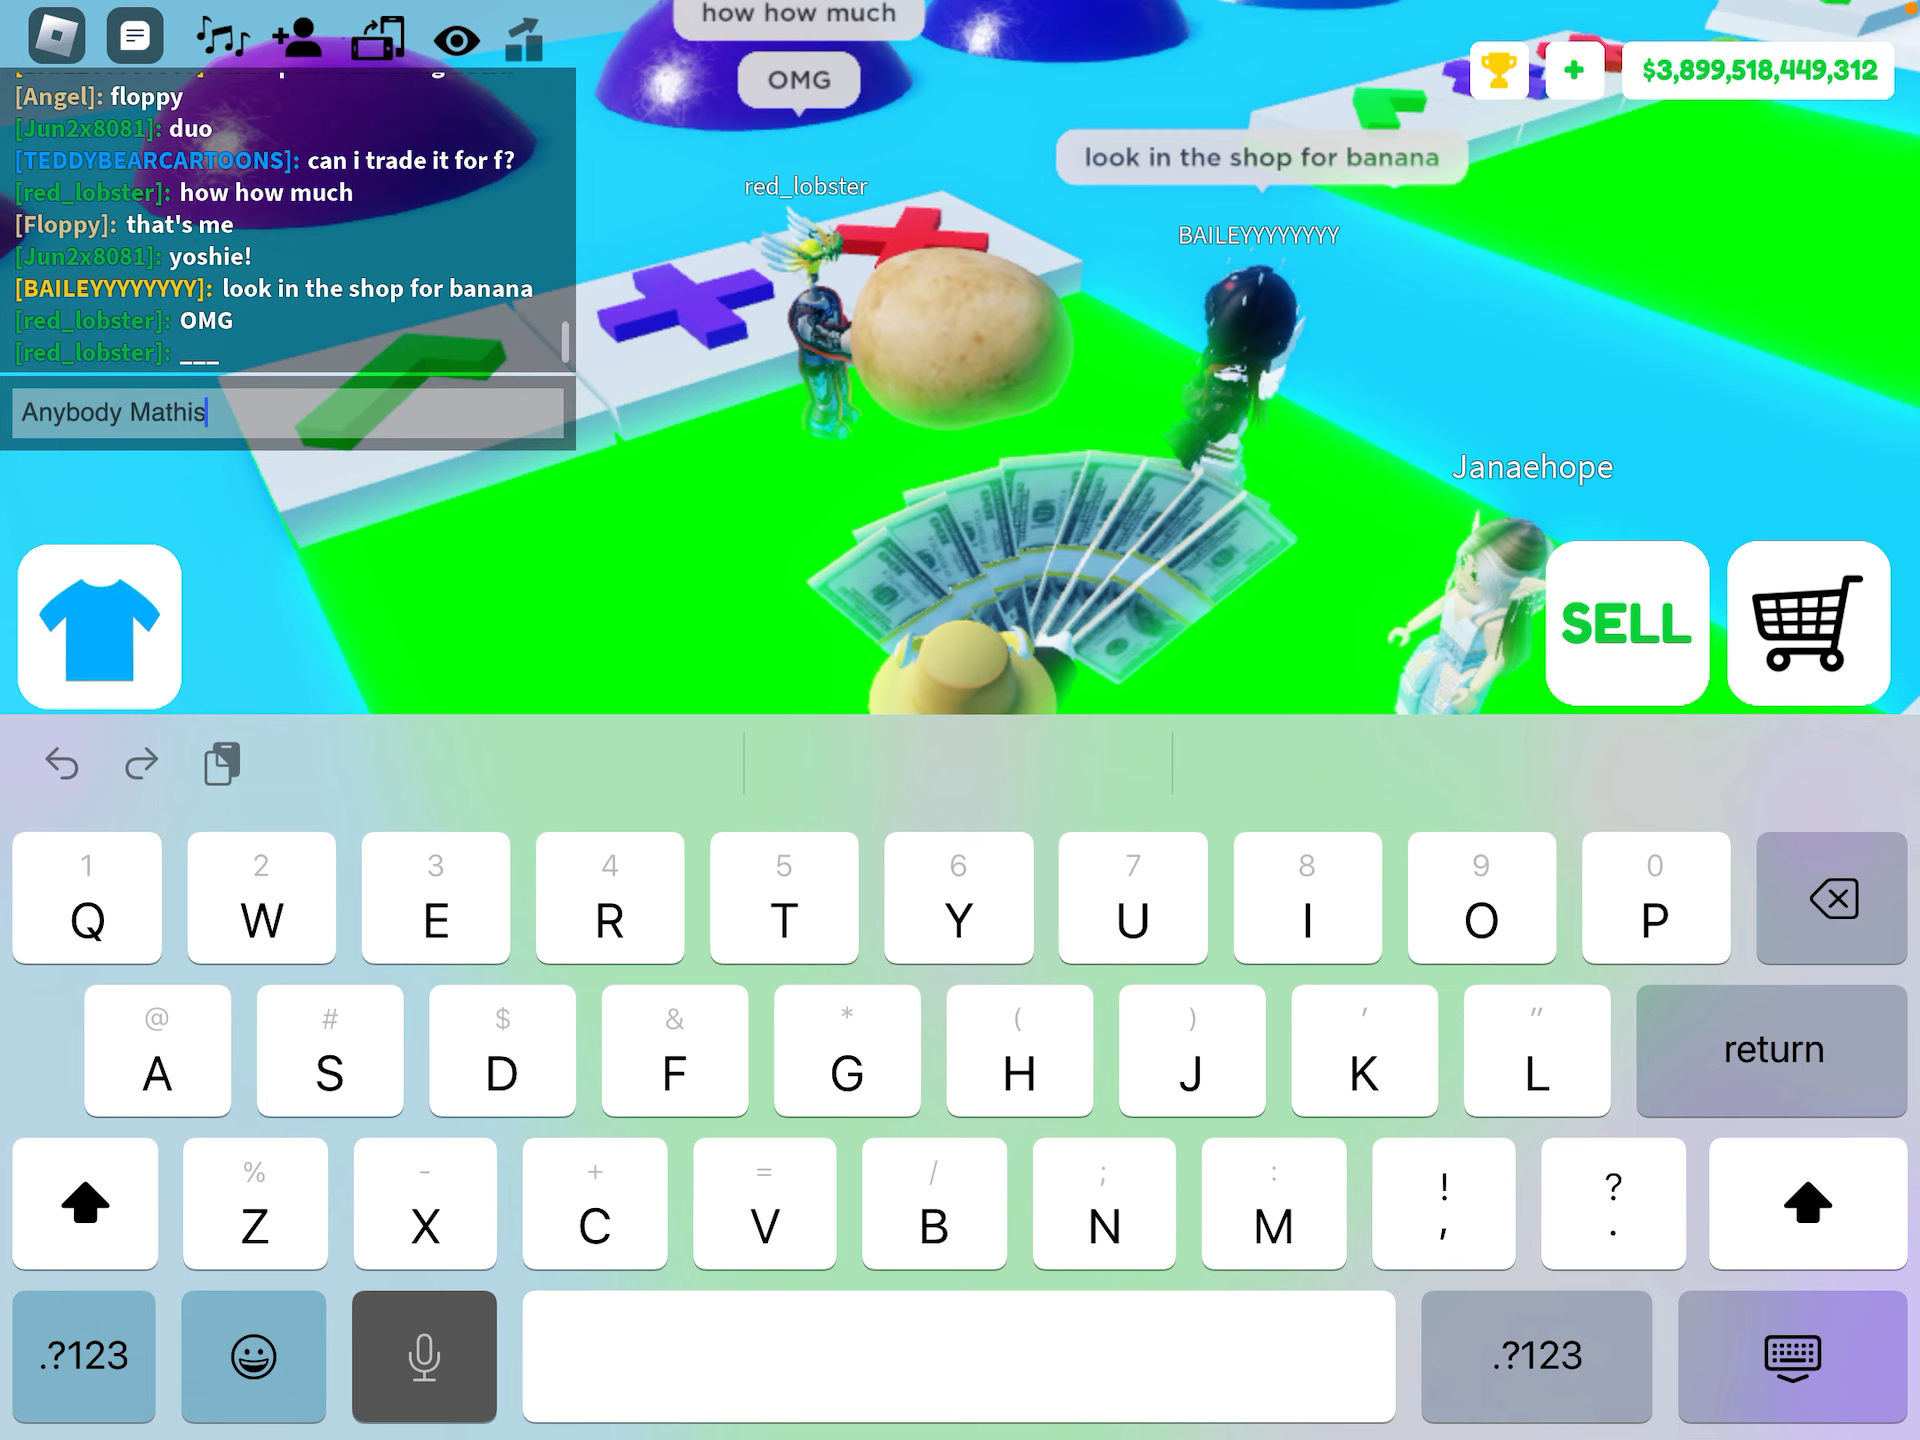 how how much
OMG
$3,899,518,449,312
[Angel]: floppy
[Jun2x8081]: duo
[TEDDYBEARCARTOONS]: can i trade it for f?
[red_lobster]: how how much
[Floppy]: that's me
[Jun2x8081]: yoshie!
[BAILEYYYYYYYY]: look in the shop for banana
[red_lobster]: OMG
[red_lobster]: ___
Anybody Mathis
look in the shop for banana
red_lobster
BAILEYYYYYYYY
Janaehope
SELL
1 2 3 4 5 6 7 8 9 0
Q W E R T Y U I O P
@ # $ & * ( ) ' "
A S D F G H J K L return
% - + = / ; : ! ?
Z X C V B N M , .
.?123 .?123